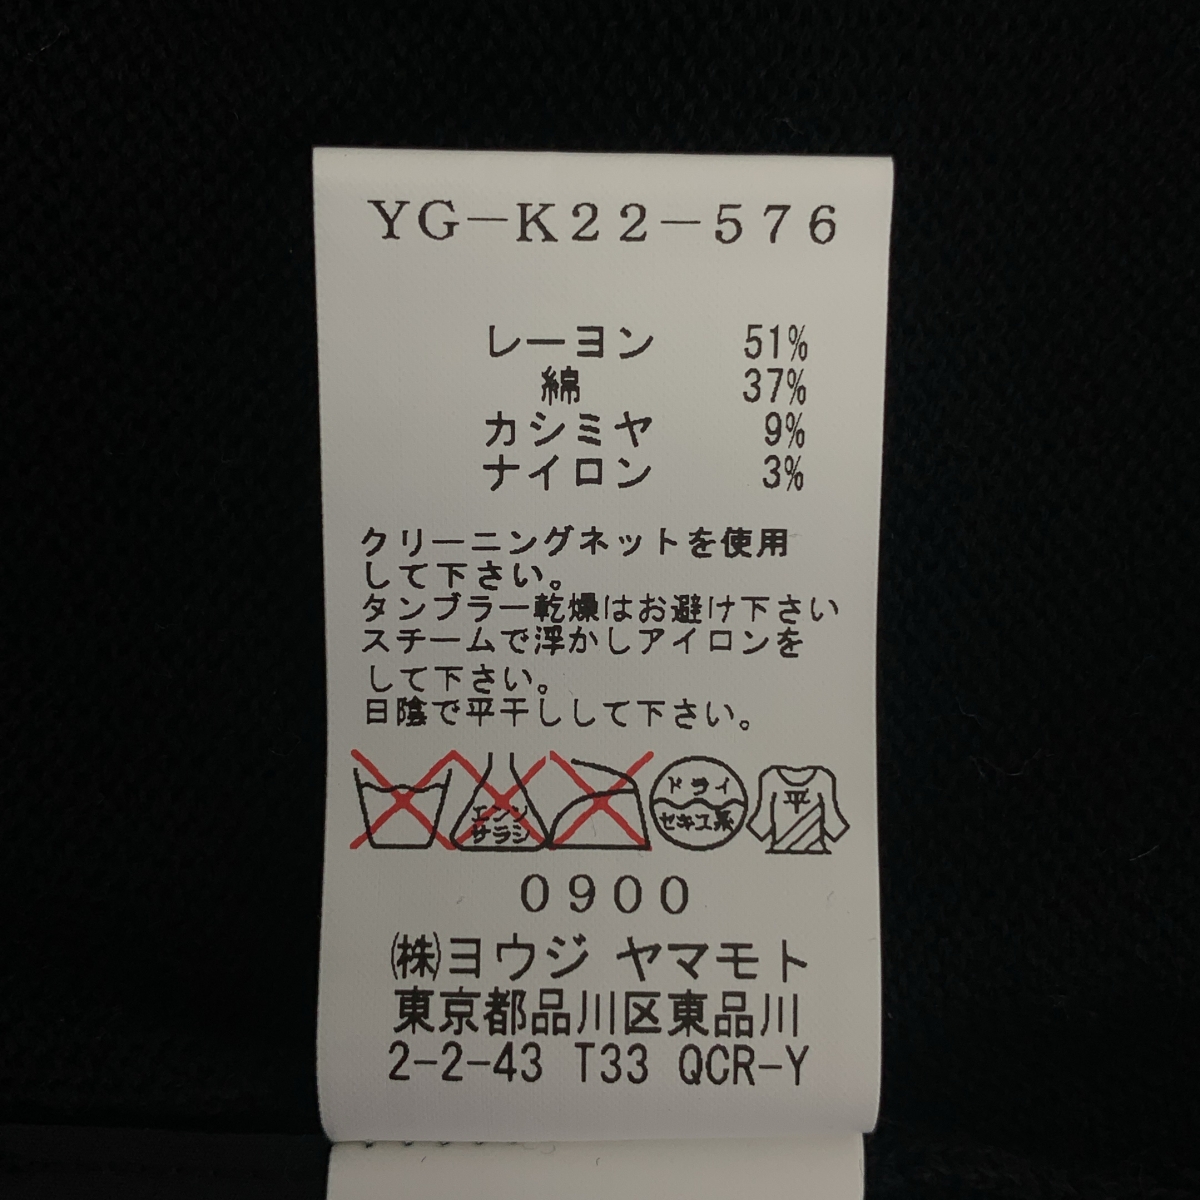 YG-K22-576
レーヨン 51%
綿 37%
カシミヤ 9%
ナイロン 3%
クリーニングネットを使用
して下さい。
タンブラー乾燥はお避け下さい
スチームで浮かしアイロンを
して下さい。
日陰で平干しして下さい。
エンソ
サラシ
ドライ
セキユ系
平
0900
㈱ヨウジ ヤマモト
東京都品川区東品川
2-2-43 T33 QCR-Y